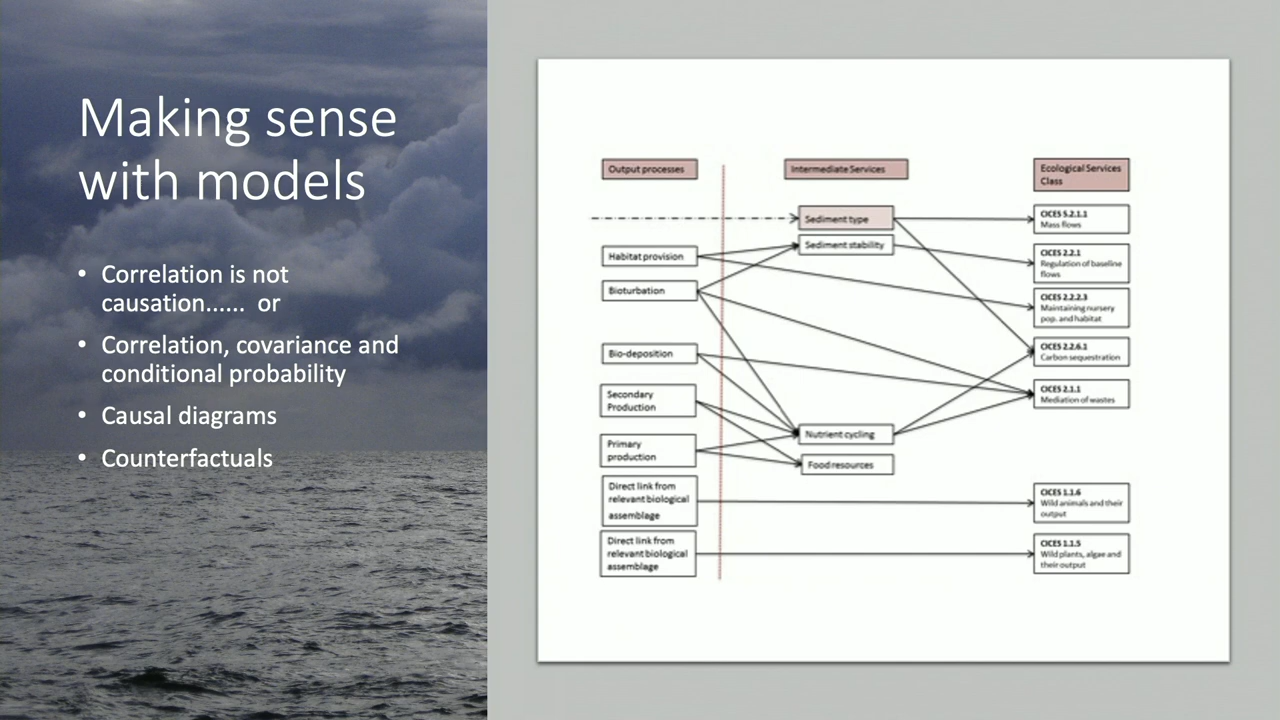 Making sense
with models
• Correlation is not
causation...... or
• Correlation, covariance and
conditional probability
• Causal diagrams
• Counterfactuals
Output processes
Intermediate Services
Ecological Services
Class
Sediment type
CICES 5.2.1.1
Mass flows
Habitat provision
Sediment stability
CICES 2.2.1
Regulation of baseline
flows
Bioturbation
CICES 2.2.2.3
Maintaining nursery
pop. and habitat
Bio-deposition
CICES 2.2.6.1
Carbon sequestration
Secondary
Production
CICES 2.1.1
Mediation of wastes
Primary
production
Nutrient cycling
Food resources
Direct link from
relevant biological
assemblage
CICES 1.1.6
Wild animals and their
output
Direct link from
relevant biological
assemblage
CICES 1.1.5
Wild plants, algae and
their output